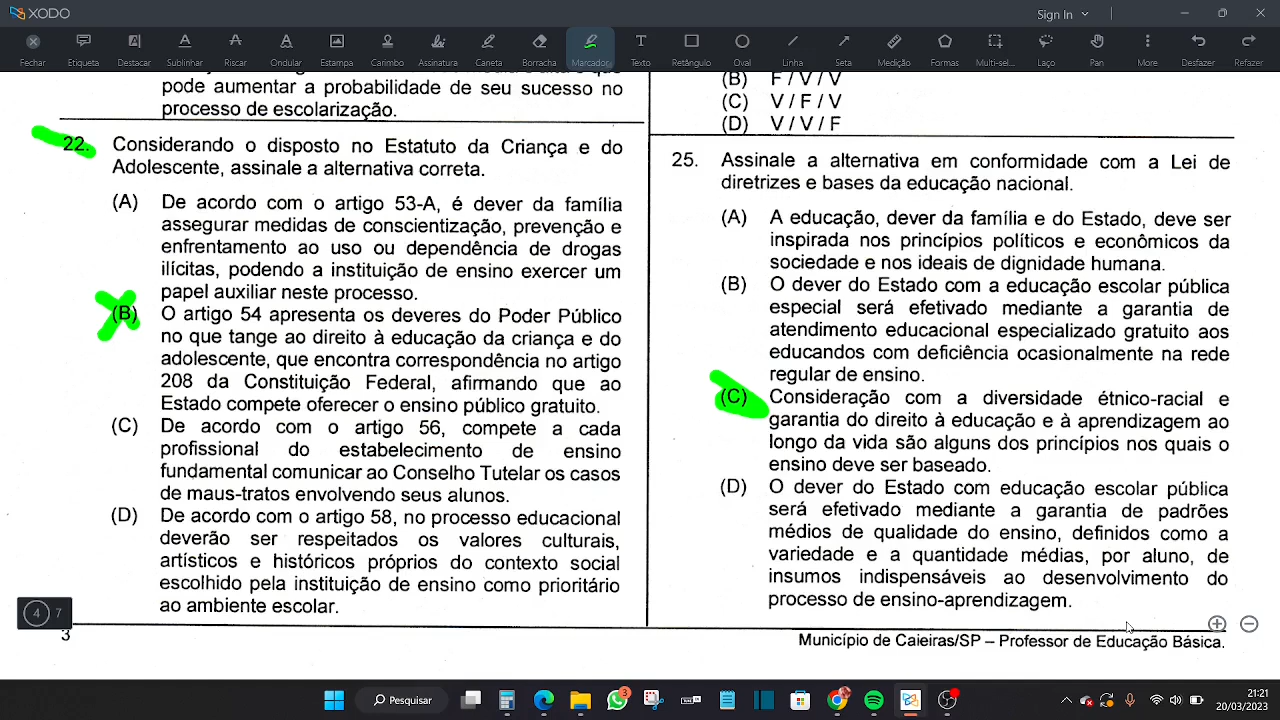 XODO
Sign In
Fechar
Etiqueta
Destacar
Sublinhar
Riscar
Ondular
Estampa
Carimbo
Assinatura
Caneta
Borracha
Marcador
Texto
Retângulo
Oval
Linha
Seta
Medição
Formas
Multi-sel...
Laço
Pan
More
Desfazer
Refazer
pode aumentar a probabilidade de seu sucesso no
processo de escolarização.
22. Considerando o disposto no Estatuto da Criança e do
Adolescente, assinale a alternativa correta.
(A) De acordo com o artigo 53-A, é dever da família
assegurar medidas de conscientização, prevenção e
enfrentamento ao uso ou dependência de drogas
ilícitas, podendo a instituição de ensino exercer um
papel auxiliar neste processo.
(B) O artigo 54 apresenta os deveres do Poder Público
no que tange ao direito à educação da criança e do
adolescente, que encontra correspondência no artigo
208 da Constituição Federal, afirmando que ao
Estado compete oferecer o ensino público gratuito.
(C) De acordo com o artigo 56, compete a cada
profissional do estabelecimento de ensino
fundamental comunicar ao Conselho Tutelar os casos
de maus-tratos envolvendo seus alunos.
(D) De acordo com o artigo 58, no processo educacional
deverão ser respeitados os valores culturais,
artísticos e históricos próprios do contexto social
escolhido pela instituição de ensino como prioritário
ao ambiente escolar.
4 7
3
(B) F / V / V
(C) V / F / V
(D) V / V / F
25. Assinale a alternativa em conformidade com a Lei de
diretrizes e bases da educação nacional.
(A) A educação, dever da família e do Estado, deve ser
inspirada nos princípios políticos e econômicos da
sociedade e nos ideais de dignidade humana.
(B) O dever do Estado com a educação escolar pública
especial será efetivado mediante a garantia de
atendimento educacional especializado gratuito aos
educandos com deficiência ocasionalmente na rede
regular de ensino.
(C) Consideração com a diversidade étnico-racial e
garantia do direito à educação e à aprendizagem ao
longo da vida são alguns dos princípios nos quais o
ensino deve ser baseado.
(D) O dever do Estado com educação escolar pública
será efetivado mediante a garantia de padrões
médios de qualidade do ensino, definidos como a
variedade e a quantidade médias, por aluno, de
insumos indispensáveis ao desenvolvimento do
processo de ensino-aprendizagem.
Município de Caieiras/SP – Professor de Educação Básica.
Pesquisar
3
21:21
20/03/2023